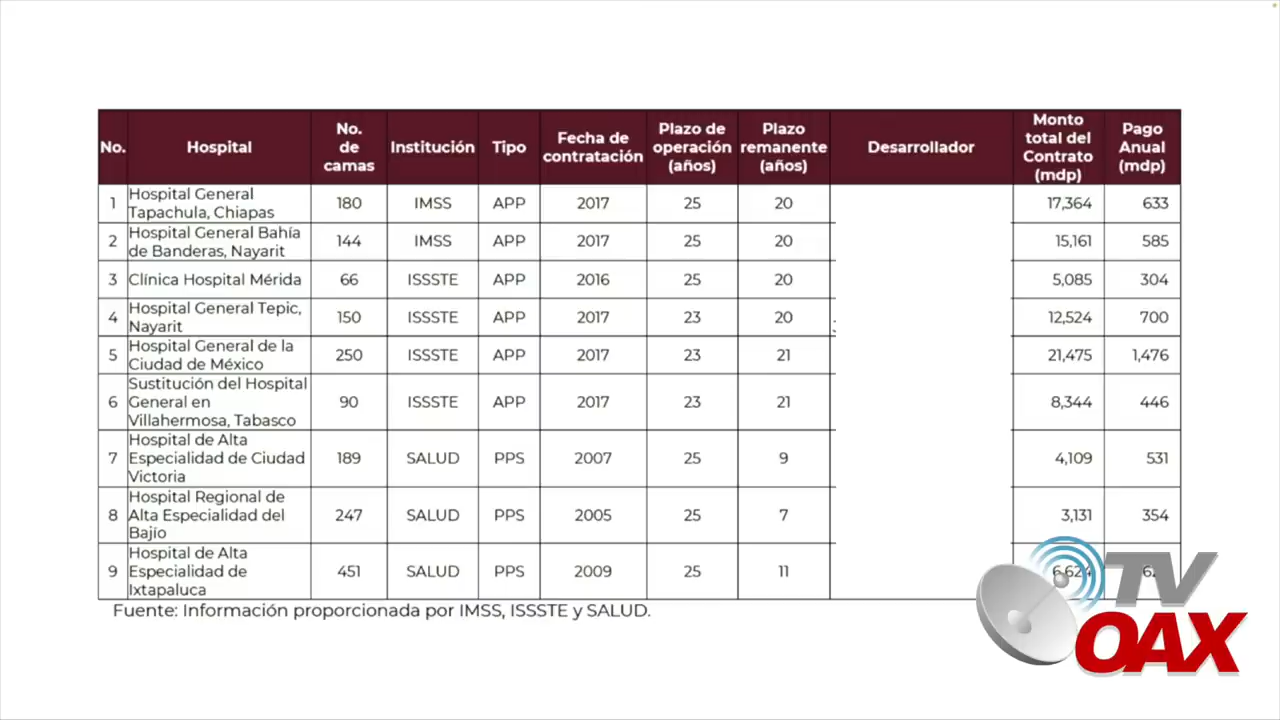 No. Hospital No. de camas Institución Tipo Fecha de contratación Plazo de operación (años) Plazo remanente (años) Desarrollador Monto total del Contrato (mdp) Pago Anual (mdp)
1 Hospital General Tapachula, Chiapas 180 IMSS APP 2017 25 20 17,364 633
2 Hospital General Bahía de Banderas, Nayarit 144 IMSS APP 2017 25 20 15,161 585
3 Clínica Hospital Mérida 66 ISSSTE APP 2016 25 20 5,085 304
4 Hospital General Tepic, Nayarit 150 ISSSTE APP 2017 23 20 12,524 700
5 Hospital General de la Ciudad de México 250 ISSSTE APP 2017 23 21 21,475 1,476
6 Sustitución del Hospital General en Villahermosa, Tabasco 90 ISSSTE APP 2017 23 21 8,344 446
7 Hospital de Alta Especialidad de Ciudad Victoria 189 SALUD PPS 2007 25 9 4,109 531
8 Hospital Regional de Alta Especialidad del Bajío 247 SALUD PPS 2005 25 7 3,131 354
9 Hospital de Alta Especialidad de Ixtapaluca 451 SALUD PPS 2009 25 11
Fuente: Información proporcionada por IMSS, ISSSTE y SALUD.
TV
OAX